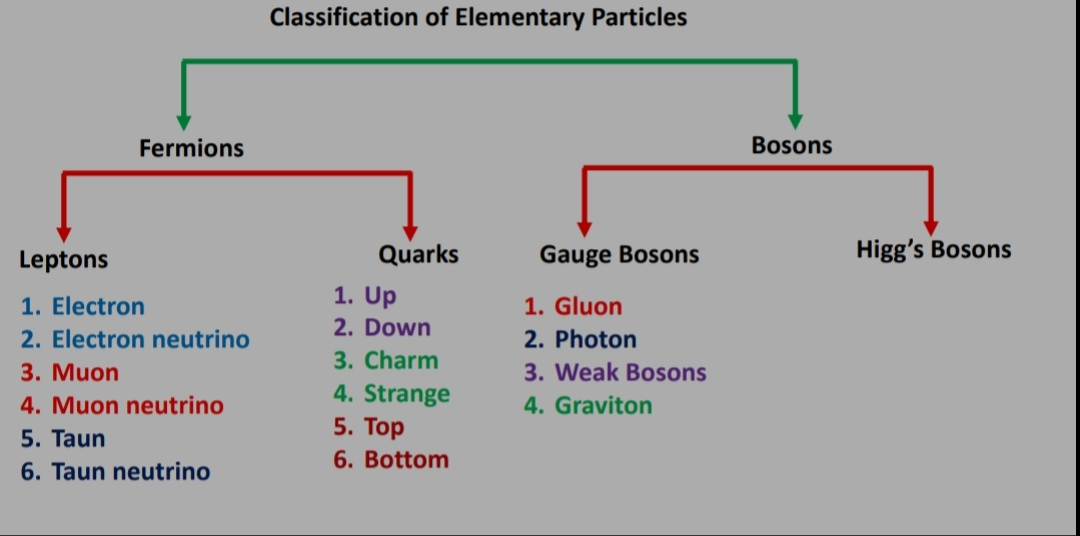 Classification of Elementary Particles
Fermions
Bosons
Leptons
1. Electron
2. Electron neutrino
3. Muon
4. Muon neutrino
5. Taun
6. Taun neutrino
Quarks
1. Up
2. Down
3. Charm
4. Strange
5. Top
6. Bottom
Gauge Bosons
1. Gluon
2. Photon
3. Weak Bosons
4. Graviton
Higg's Bosons